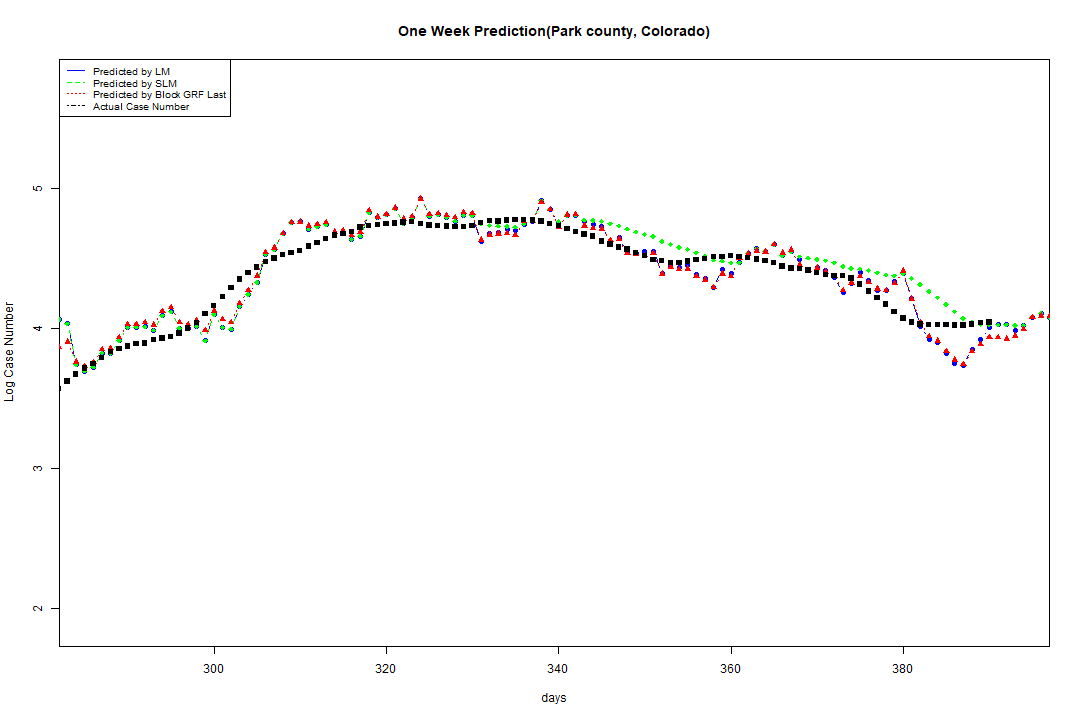 One Week Prediction(Park county, Colorado)
Predicted by LM
Predicted by SLM
Predicted by Block GRF Last
Actual Case Number
5
4
3
2
Log Case Number
300 320 340 360 380
days